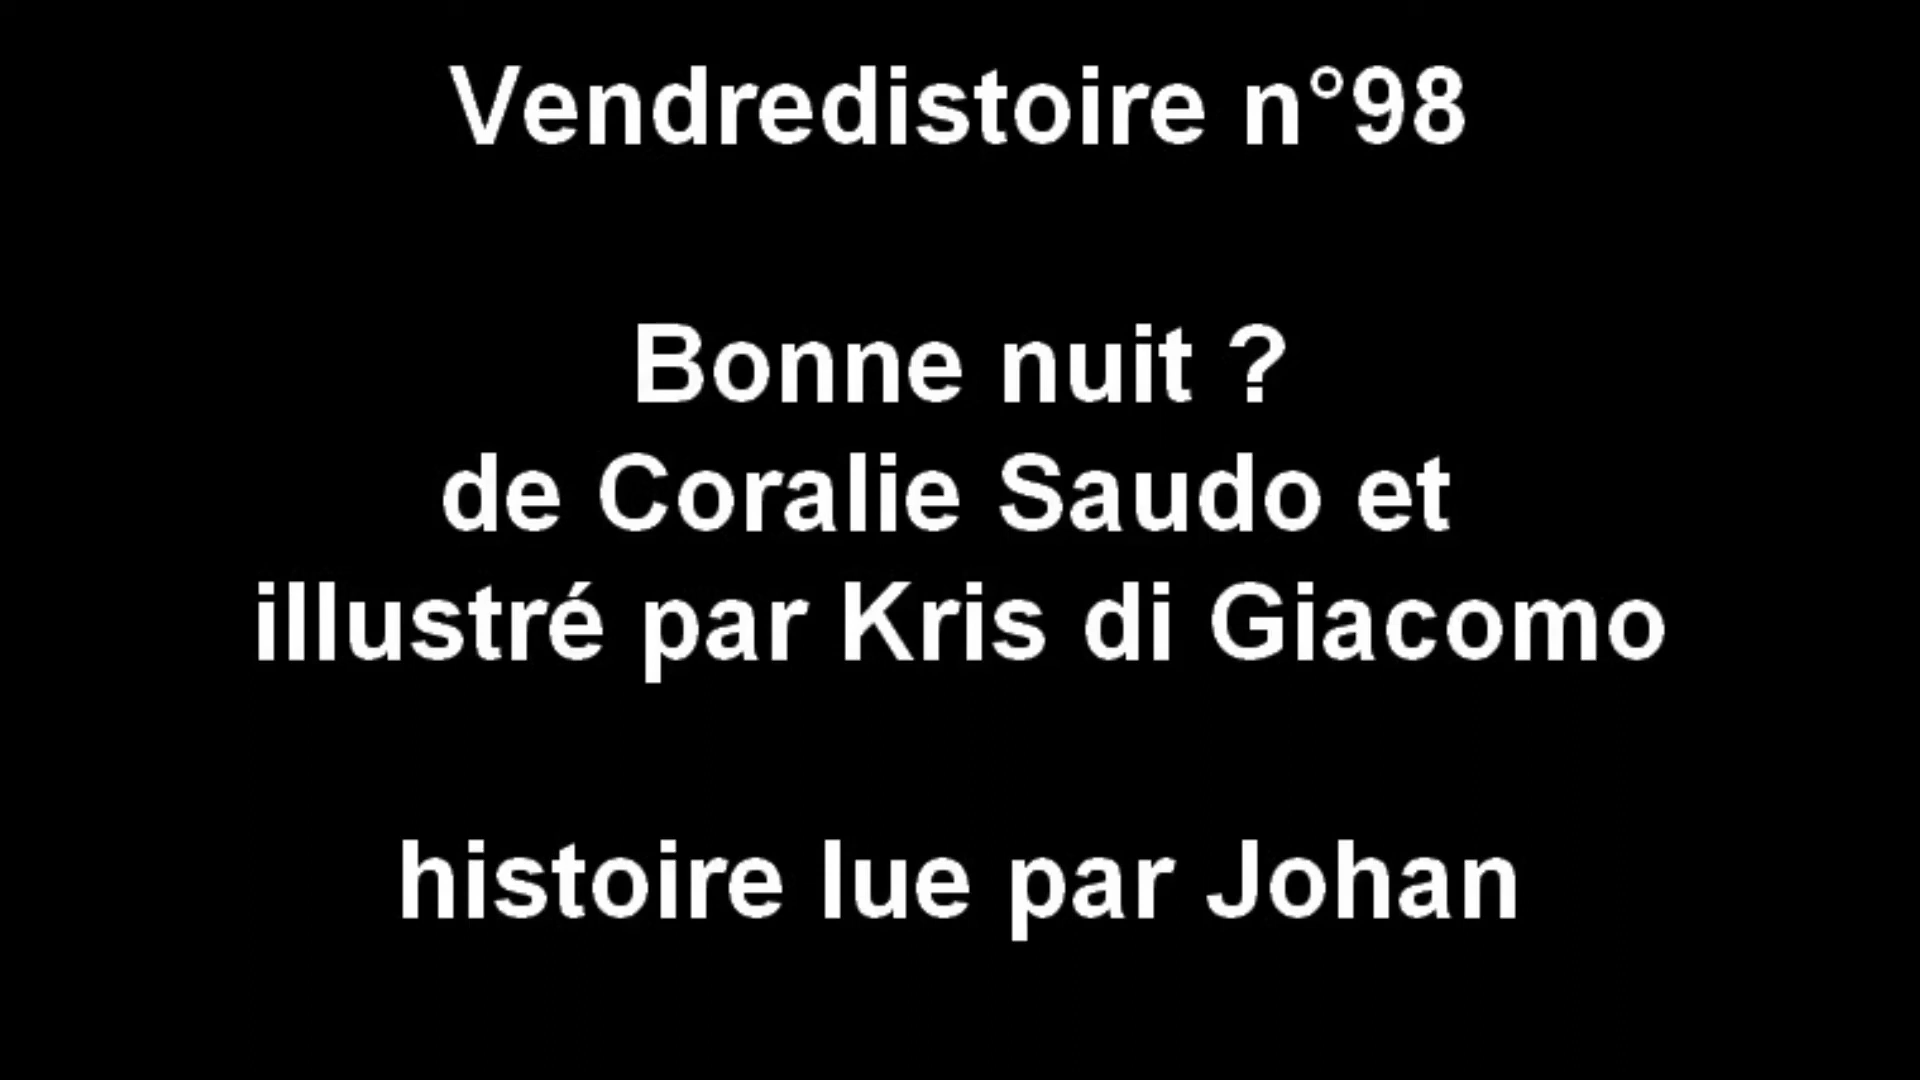 Vendredistoire n°98
Bonne nuit ?
de Coralie Saudo et
illustré par Kris di Giacomo
histoire lue par Johan